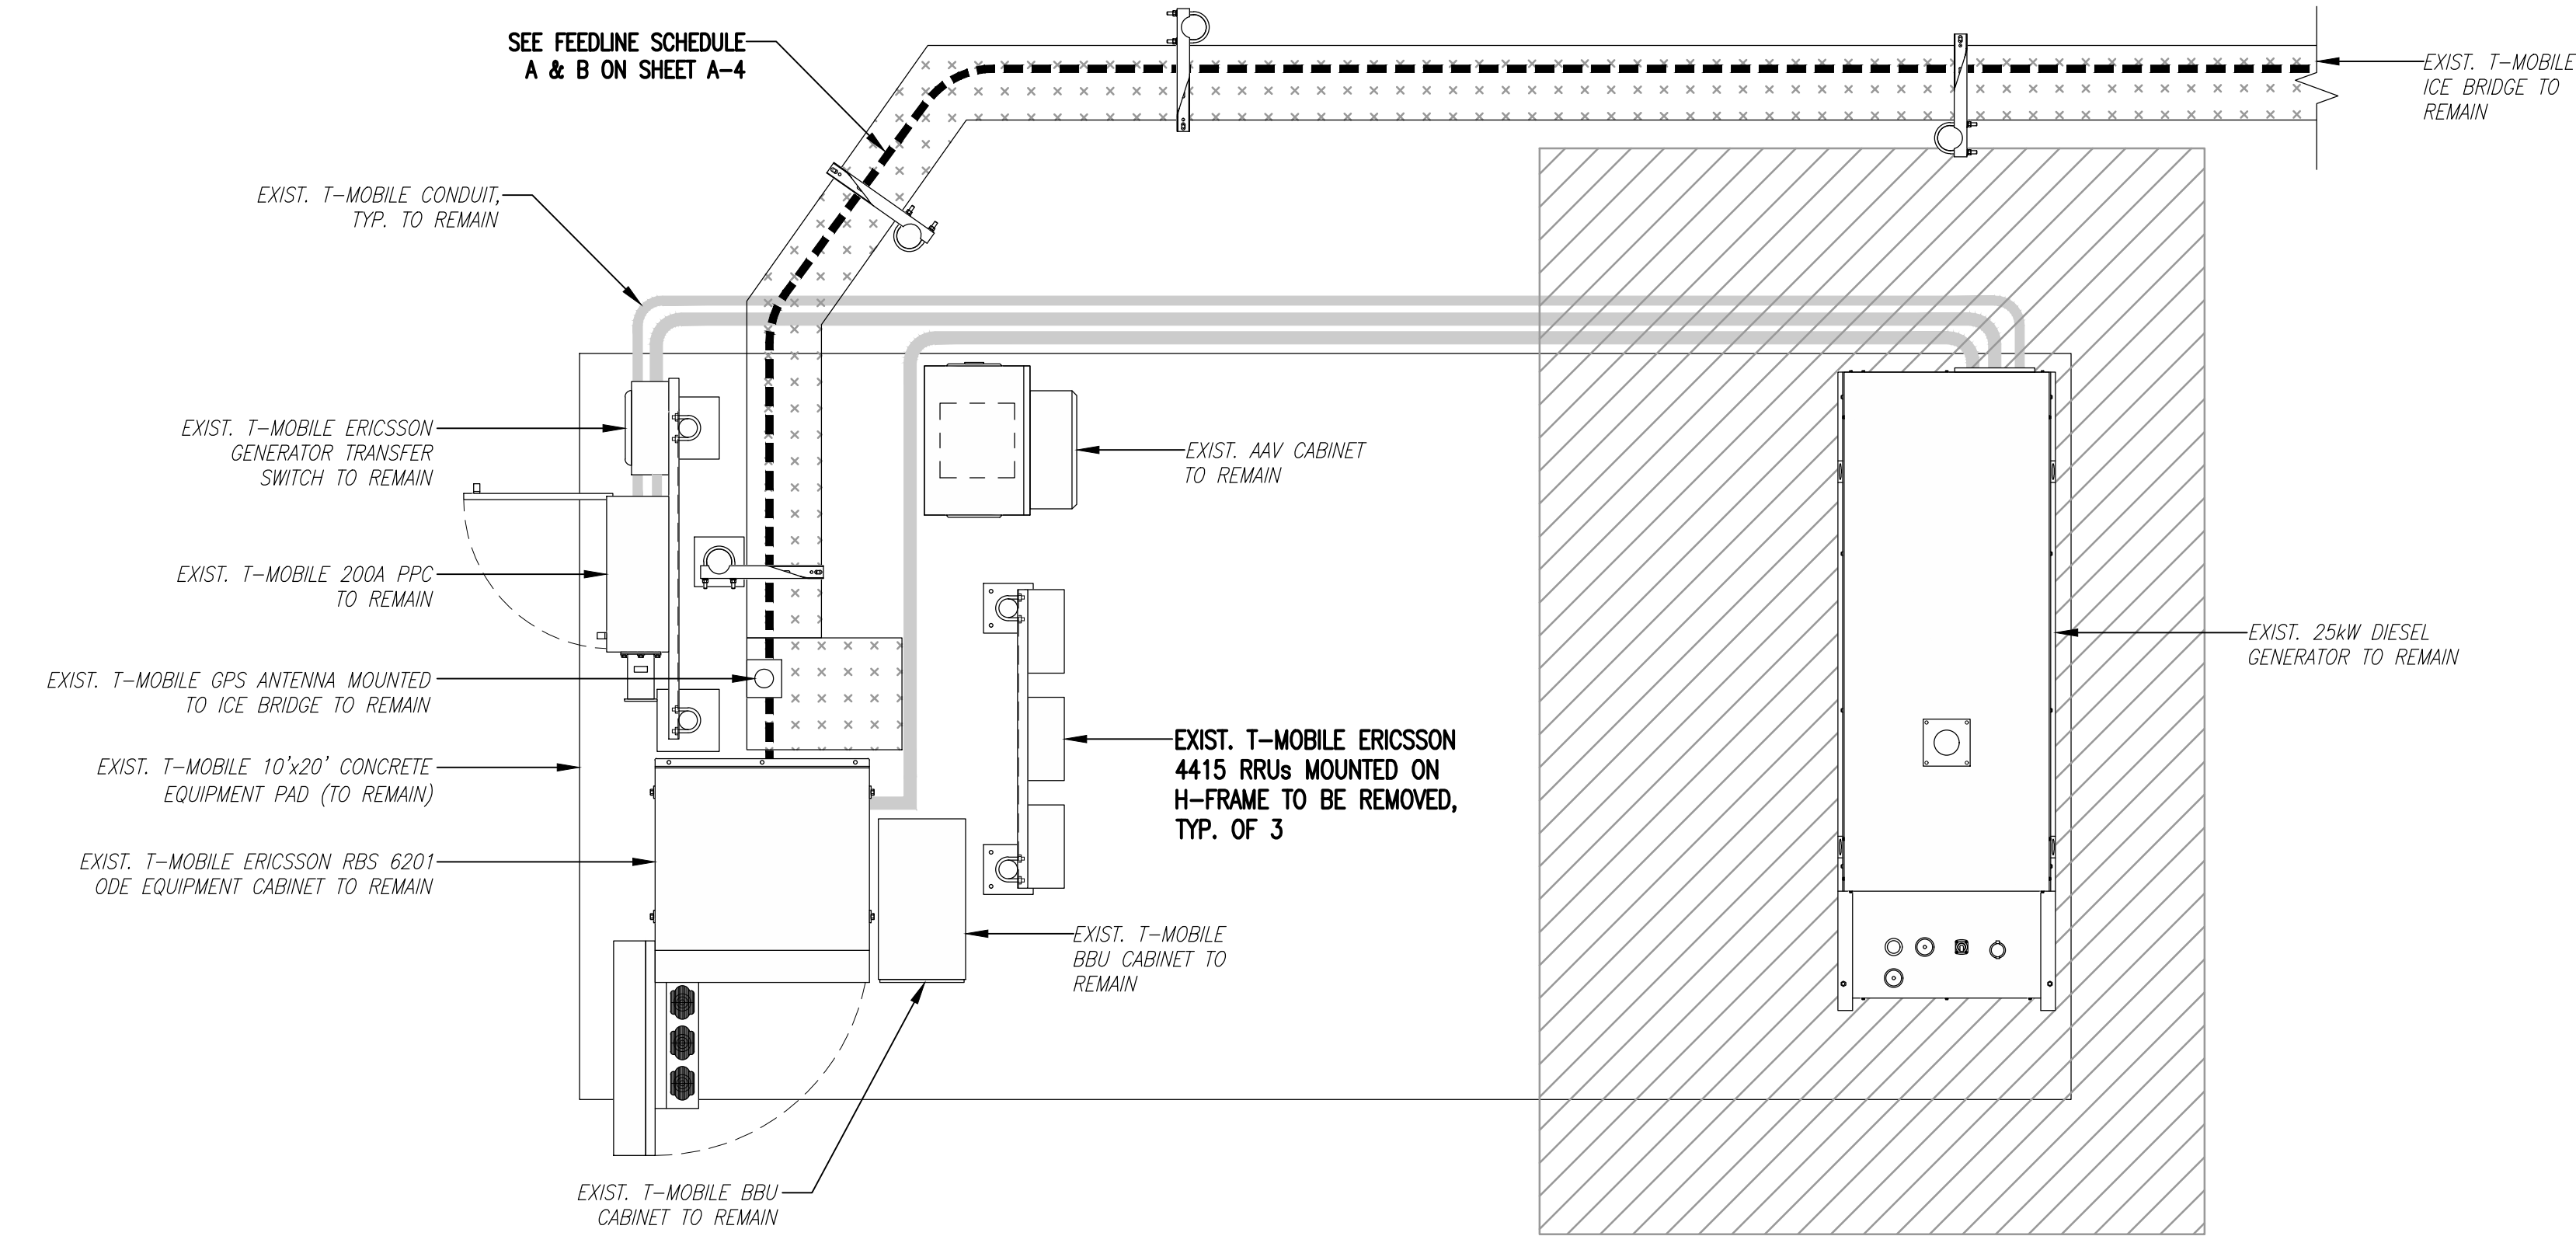 SEE FEEDLINE SCHEDULE
A & B ON SHEET A-4
EXIST. T-MOBILE
ICE BRIDGE TO
REMAIN
EXIST. T-MOBILE CONDUIT,
TYP. TO REMAIN
EXIST. T-MOBILE ERICSSON
GENERATOR TRANSFER
SWITCH TO REMAIN
EXIST. AAV CABINET
TO REMAIN
EXIST. T-MOBILE 200A PPC
TO REMAIN
EXIST. 25kW DIESEL
GENERATOR TO REMAIN
EXIST. T-MOBILE GPS ANTENNA MOUNTED
TO ICE BRIDGE TO REMAIN
EXIST. T-MOBILE ERICSSON
4415 RRUs MOUNTED ON
H-FRAME TO BE REMOVED,
TYP. OF 3
EXIST. T-MOBILE 10'x20' CONCRETE
EQUIPMENT PAD (TO REMAIN)
EXIST. T-MOBILE ERICSSON RBS 6201
ODE EQUIPMENT CABINET TO REMAIN
EXIST. T-MOBILE
BBU CABINET TO
REMAIN
EXIST. T-MOBILE BBU
CABINET TO REMAIN